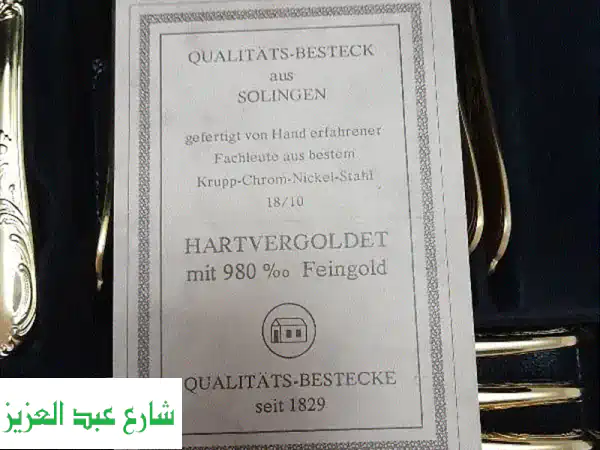 QUALITÄTS-BESTECK
aus
SOLINGEN
gefertigt von Hand erfahrener
Fachleute aus bestem
Krupp-Chrom-Nickel-Stahl
18/10
HARTVERGOLDET
mit 980 ‰ Feingold
QUALITÄTS-BESTECKE
seit 1829
شارع عبد العزيز